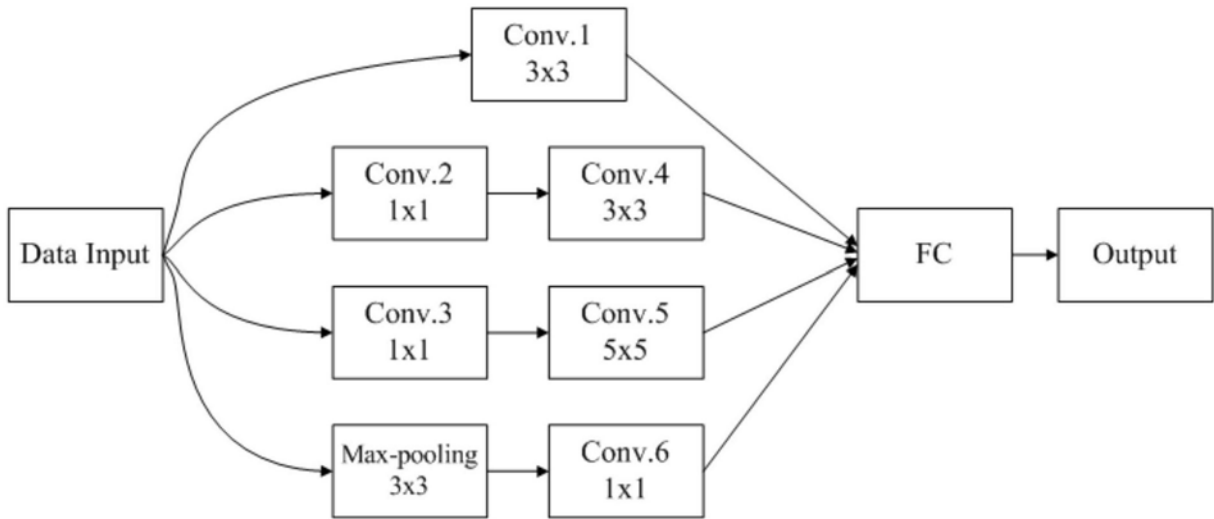 Conv.1
3x3
Conv.2
1x1
Conv.4
3x3
Data Input
FC
Output
Conv.3
1x1
Conv.5
5x5
Max-pooling
3x3
Conv.6
1x1